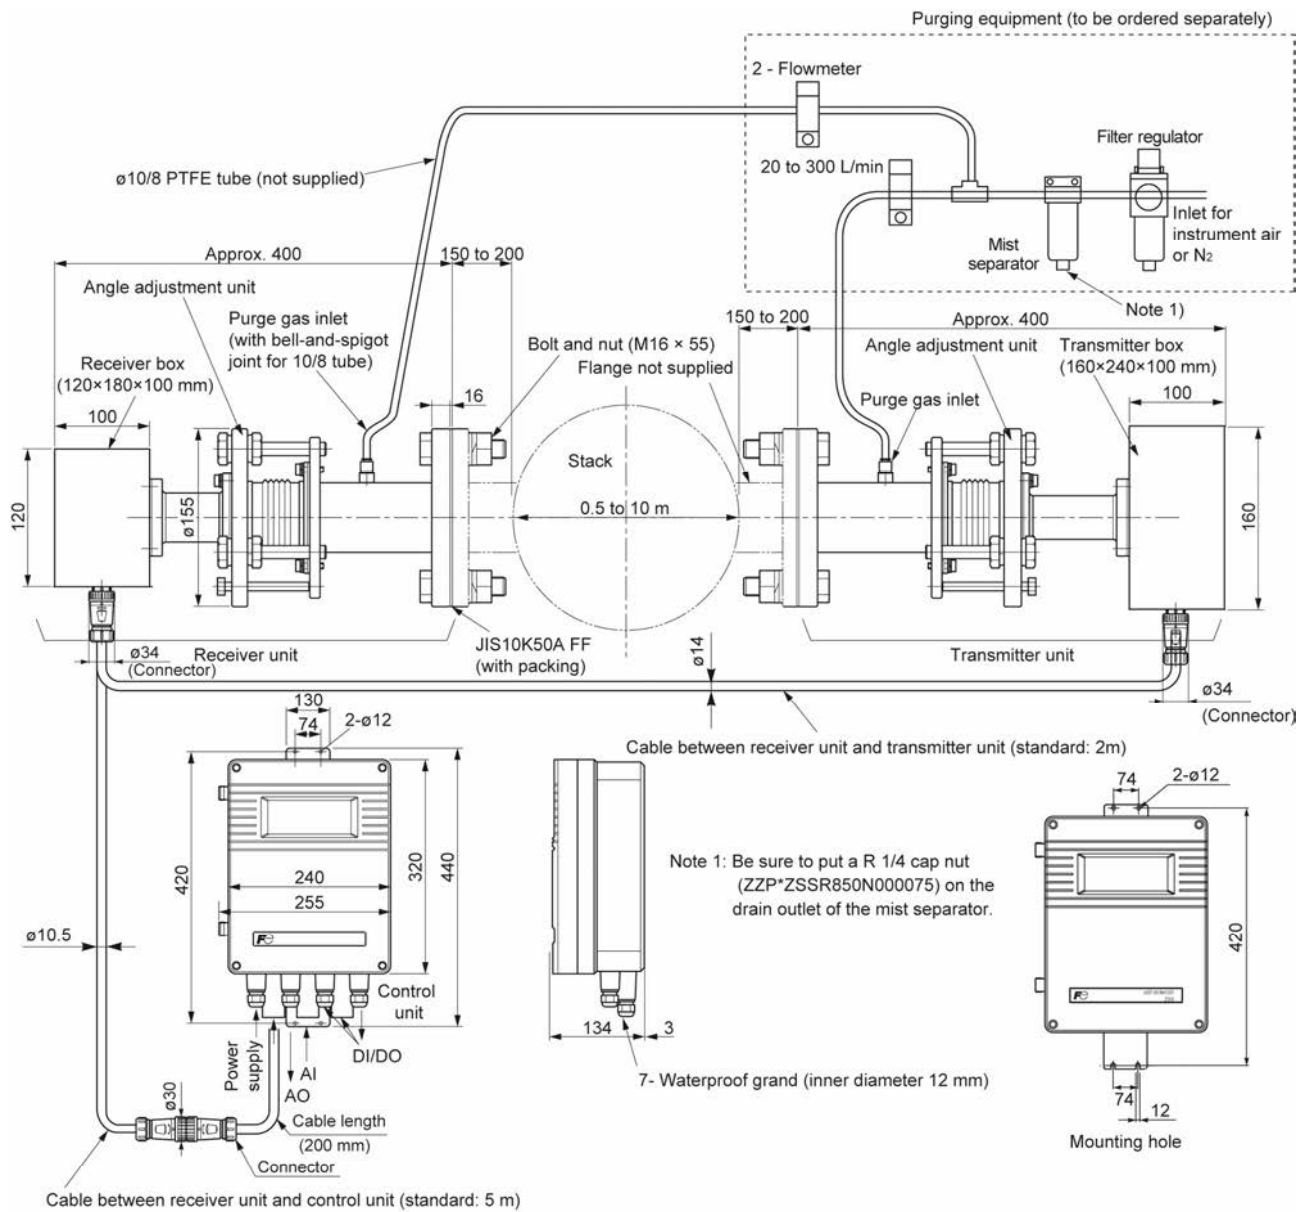 Purging equipment (to be ordered separately)
2 - Flowmeter
Filter regulator
20 to 300 L/min
ø10/8 PTFE tube (not supplied)
Inlet for
instrument air
or N₂
Mist
separator
Note 1)
Approx. 400
150 to 200
Angle adjustment unit
Purge gas inlet
(with bell-and-spigot
joint for 10/8 tube)
Receiver box
(120×180×100 mm)
100
Bolt and nut (M16 × 55)
Flange not supplied
16
150 to 200
Approx. 400
Angle adjustment unit
Transmitter box
(160×240×100 mm)
100
Purge gas inlet
Stack
0.5 to 10 m
120
ø155
160
Receiver unit
JIS10K50A FF
(with packing)
Transmitter unit
ø34
(Connector)
ø14
ø34
(Connector)
Cable between receiver unit and transmitter unit (standard: 2m)
130
74
2-ø12
420
320
440
240
255
Fe
ø10.5
Control
unit
Power
supply
DI/DO
AI
AO
ø30
Cable length
(200 mm)
Connector
Cable between receiver unit and control unit (standard: 5 m)
134
3
7- Waterproof grand (inner diameter 12 mm)
Note 1: Be sure to put a R 1/4 cap nut
(ZZP*ZSSR850N000075) on the
drain outlet of the mist separator.
74
2-ø12
420
Fe
74
12
Mounting hole